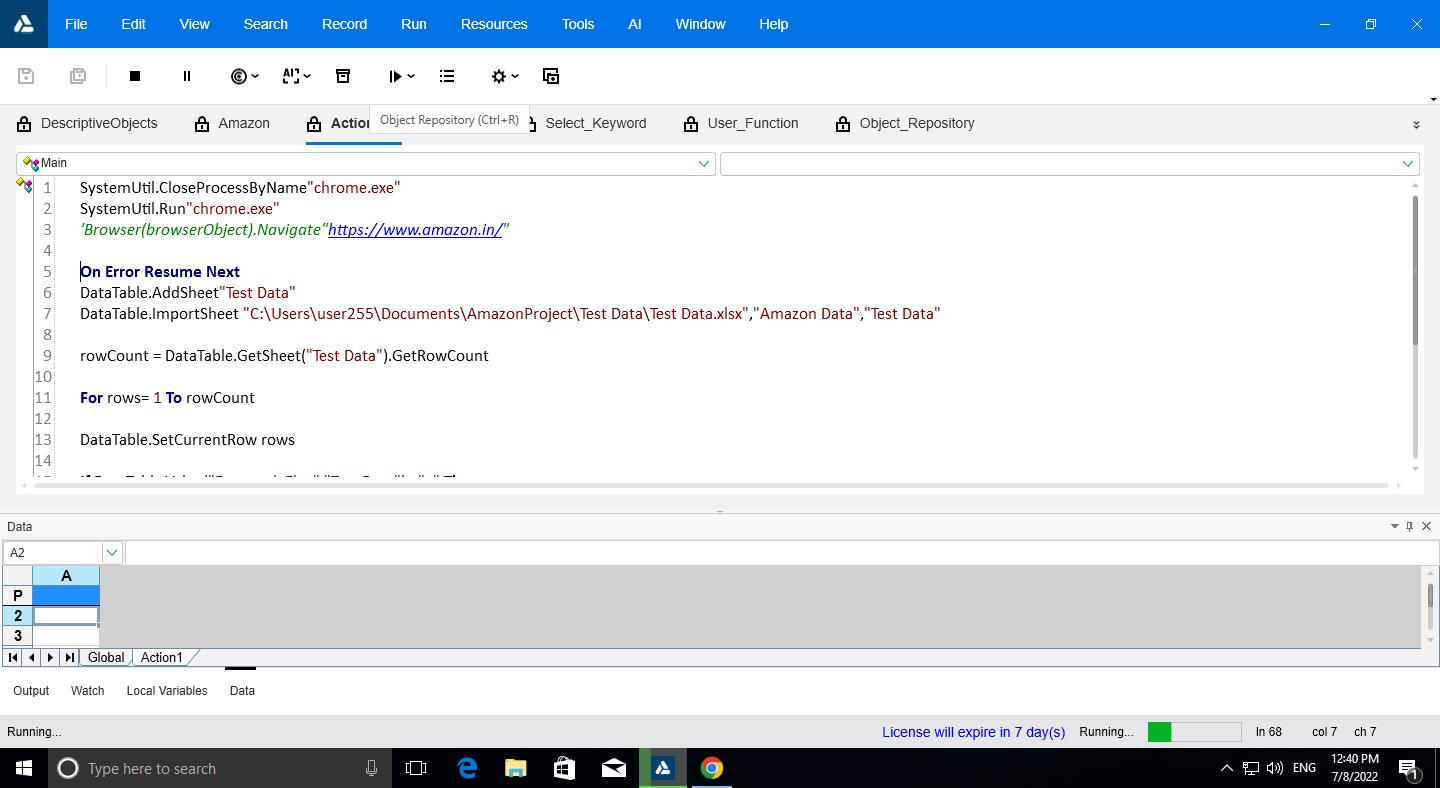 File Edit View Search Record Run Resources Tools AI Window Help
AI
DescriptiveObjects Amazon Action Object Repository (Ctrl+R) Select_Keyword User_Function Object_Repository
Main
1 SystemUtil.CloseProcessByName"chrome.exe"
2 SystemUtil.Run"chrome.exe"
3 'Browser(browserObject).Navigate"https://www.amazon.in/"
4
5 On Error Resume Next
6 DataTable.AddSheet"Test Data"
7 DataTable.ImportSheet "C:\Users\user255\Documents\AmazonProject\Test Data\Test Data.xlsx","Amazon Data","Test Data"
8
9 rowCount = DataTable.GetSheet("Test Data").GetRowCount
10
11 For rows= 1 To rowCount
12
13 DataTable.SetCurrentRow rows
14
Data
A2
A
P
2
3
Global Action1
Output Watch Local Variables Data
Running... License will expire in 7 day(s) Running... ln 68 col 7 ch 7
Type here to search ENG 12:40 PM
7/8/2022 1